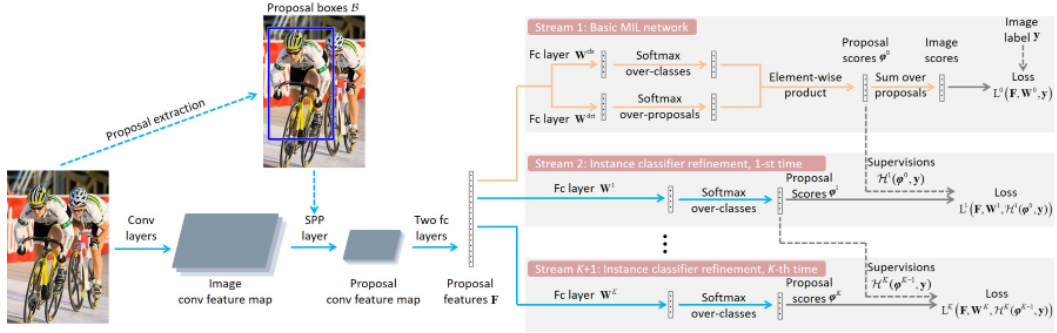 Proposal boxes ℬ
Proposal extraction
Conv
layers
Image
conv feature map
SPP
layer
Proposal
conv feature map
Two fc
layers
Proposal
features F
Stream 1: Basic MIL network
Fc layer W^cls
Softmax
over-classes
Fc layer W^det
Softmax
over-proposals
Element-wise
product
Proposal
scores φ^0
Sum over
proposals
Image
scores
Image
label y
Loss
L^0(F, W^0, y)
Stream 2: Instance classifier refinement, 1-st time
Fc layer W^1
Softmax
over-classes
Proposal
Scores φ^1
Supervisions
ℋ^1(φ^0, y)
Loss
L^1(F, W^1, ℋ^1(φ^0, y))
Stream K+1: Instance classifier refinement, K-th time
Fc layer W^K
Softmax
over-classes
Proposal
scores φ^K
Supervisions
ℋ^K(φ^K-1, y)
Loss
L^K(F, W^K, ℋ^K(φ^K-1, y))